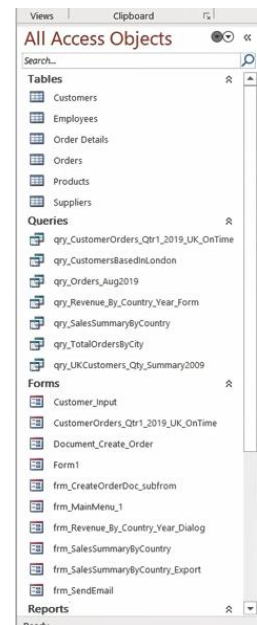 Views
Clipboard
All Access Objects
Search...
Tables
Customers
Employees
Order Details
Orders
Products
Suppliers
Queries
qry_CustomerOrders_Qtr1_2019_UK_OnTime
qry_CustomersBasedInLondon
qry_Orders_Aug2019
qry_Revenue_By_Country_Year_Form
qry_SalesSummaryByCountry
qry_TotalOrdersByCity
qry_UKCustomers_Qty_Summary2009
Forms
Customer_Input
CustomerOrders_Qtr1_2019_UK_OnTime
Document_Create_Order
Form1
frm_CreateOrderDoc_subfrom
frm_MainMenu_1
frm_Revenue_By_Country_Year_Dialog
frm_SalesSummaryByCountry
frm_SalesSummaryByCountry_Export
frm_SendEmail
Reports
Ready